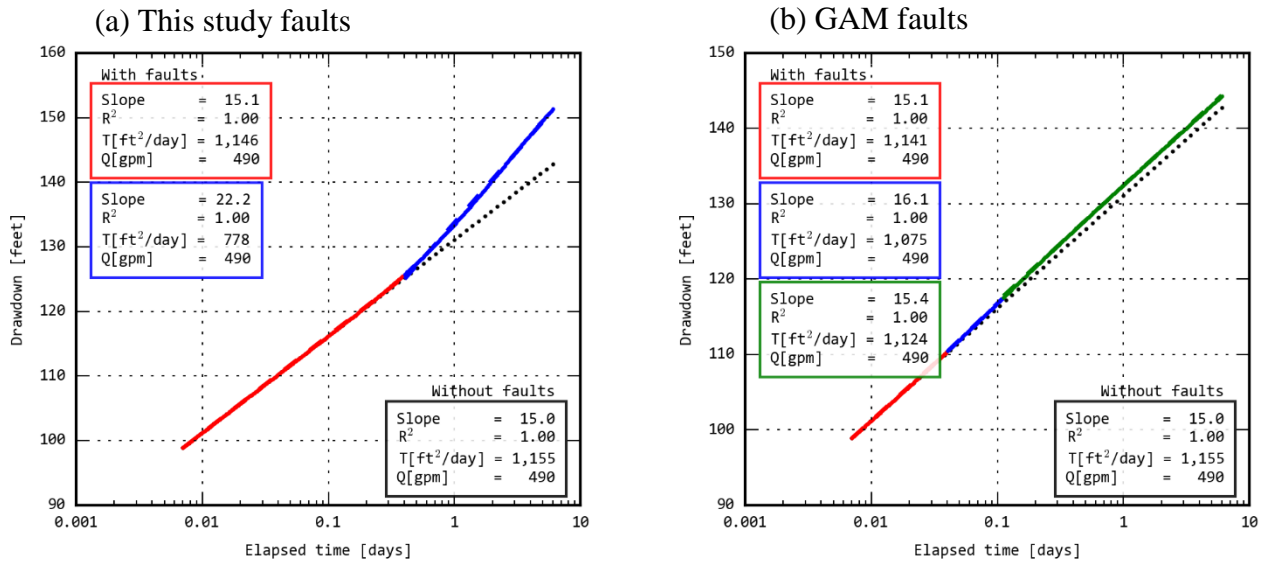 (a) This study faults
160
150
140
130
120
110
100
90
Drawdown [feet]
With faults
Slope = 15.1
R² = 1.00
T[ft²/day] = 1,146
Q[gpm] = 490
Slope = 22.2
R² = 1.00
T[ft²/day] = 778
Q[gpm] = 490
Without faults
Slope = 15.0
R² = 1.00
T[ft²/day] = 1,155
Q[gpm] = 490
0.001 0.01 0.1 1 10
Elapsed time [days]
(b) GAM faults
150
140
130
120
110
100
90
Drawdown [feet]
With faults
Slope = 15.1
R² = 1.00
T[ft²/day] = 1,141
Q[gpm] = 490
Slope = 16.1
R² = 1.00
T[ft²/day] = 1,075
Q[gpm] = 490
Slope = 15.4
R² = 1.00
T[ft²/day] = 1,124
Q[gpm] = 490
Without faults
Slope = 15.0
R² = 1.00
T[ft²/day] = 1,155
Q[gpm] = 490
0.001 0.01 0.1 1 10
Elapsed time [days]